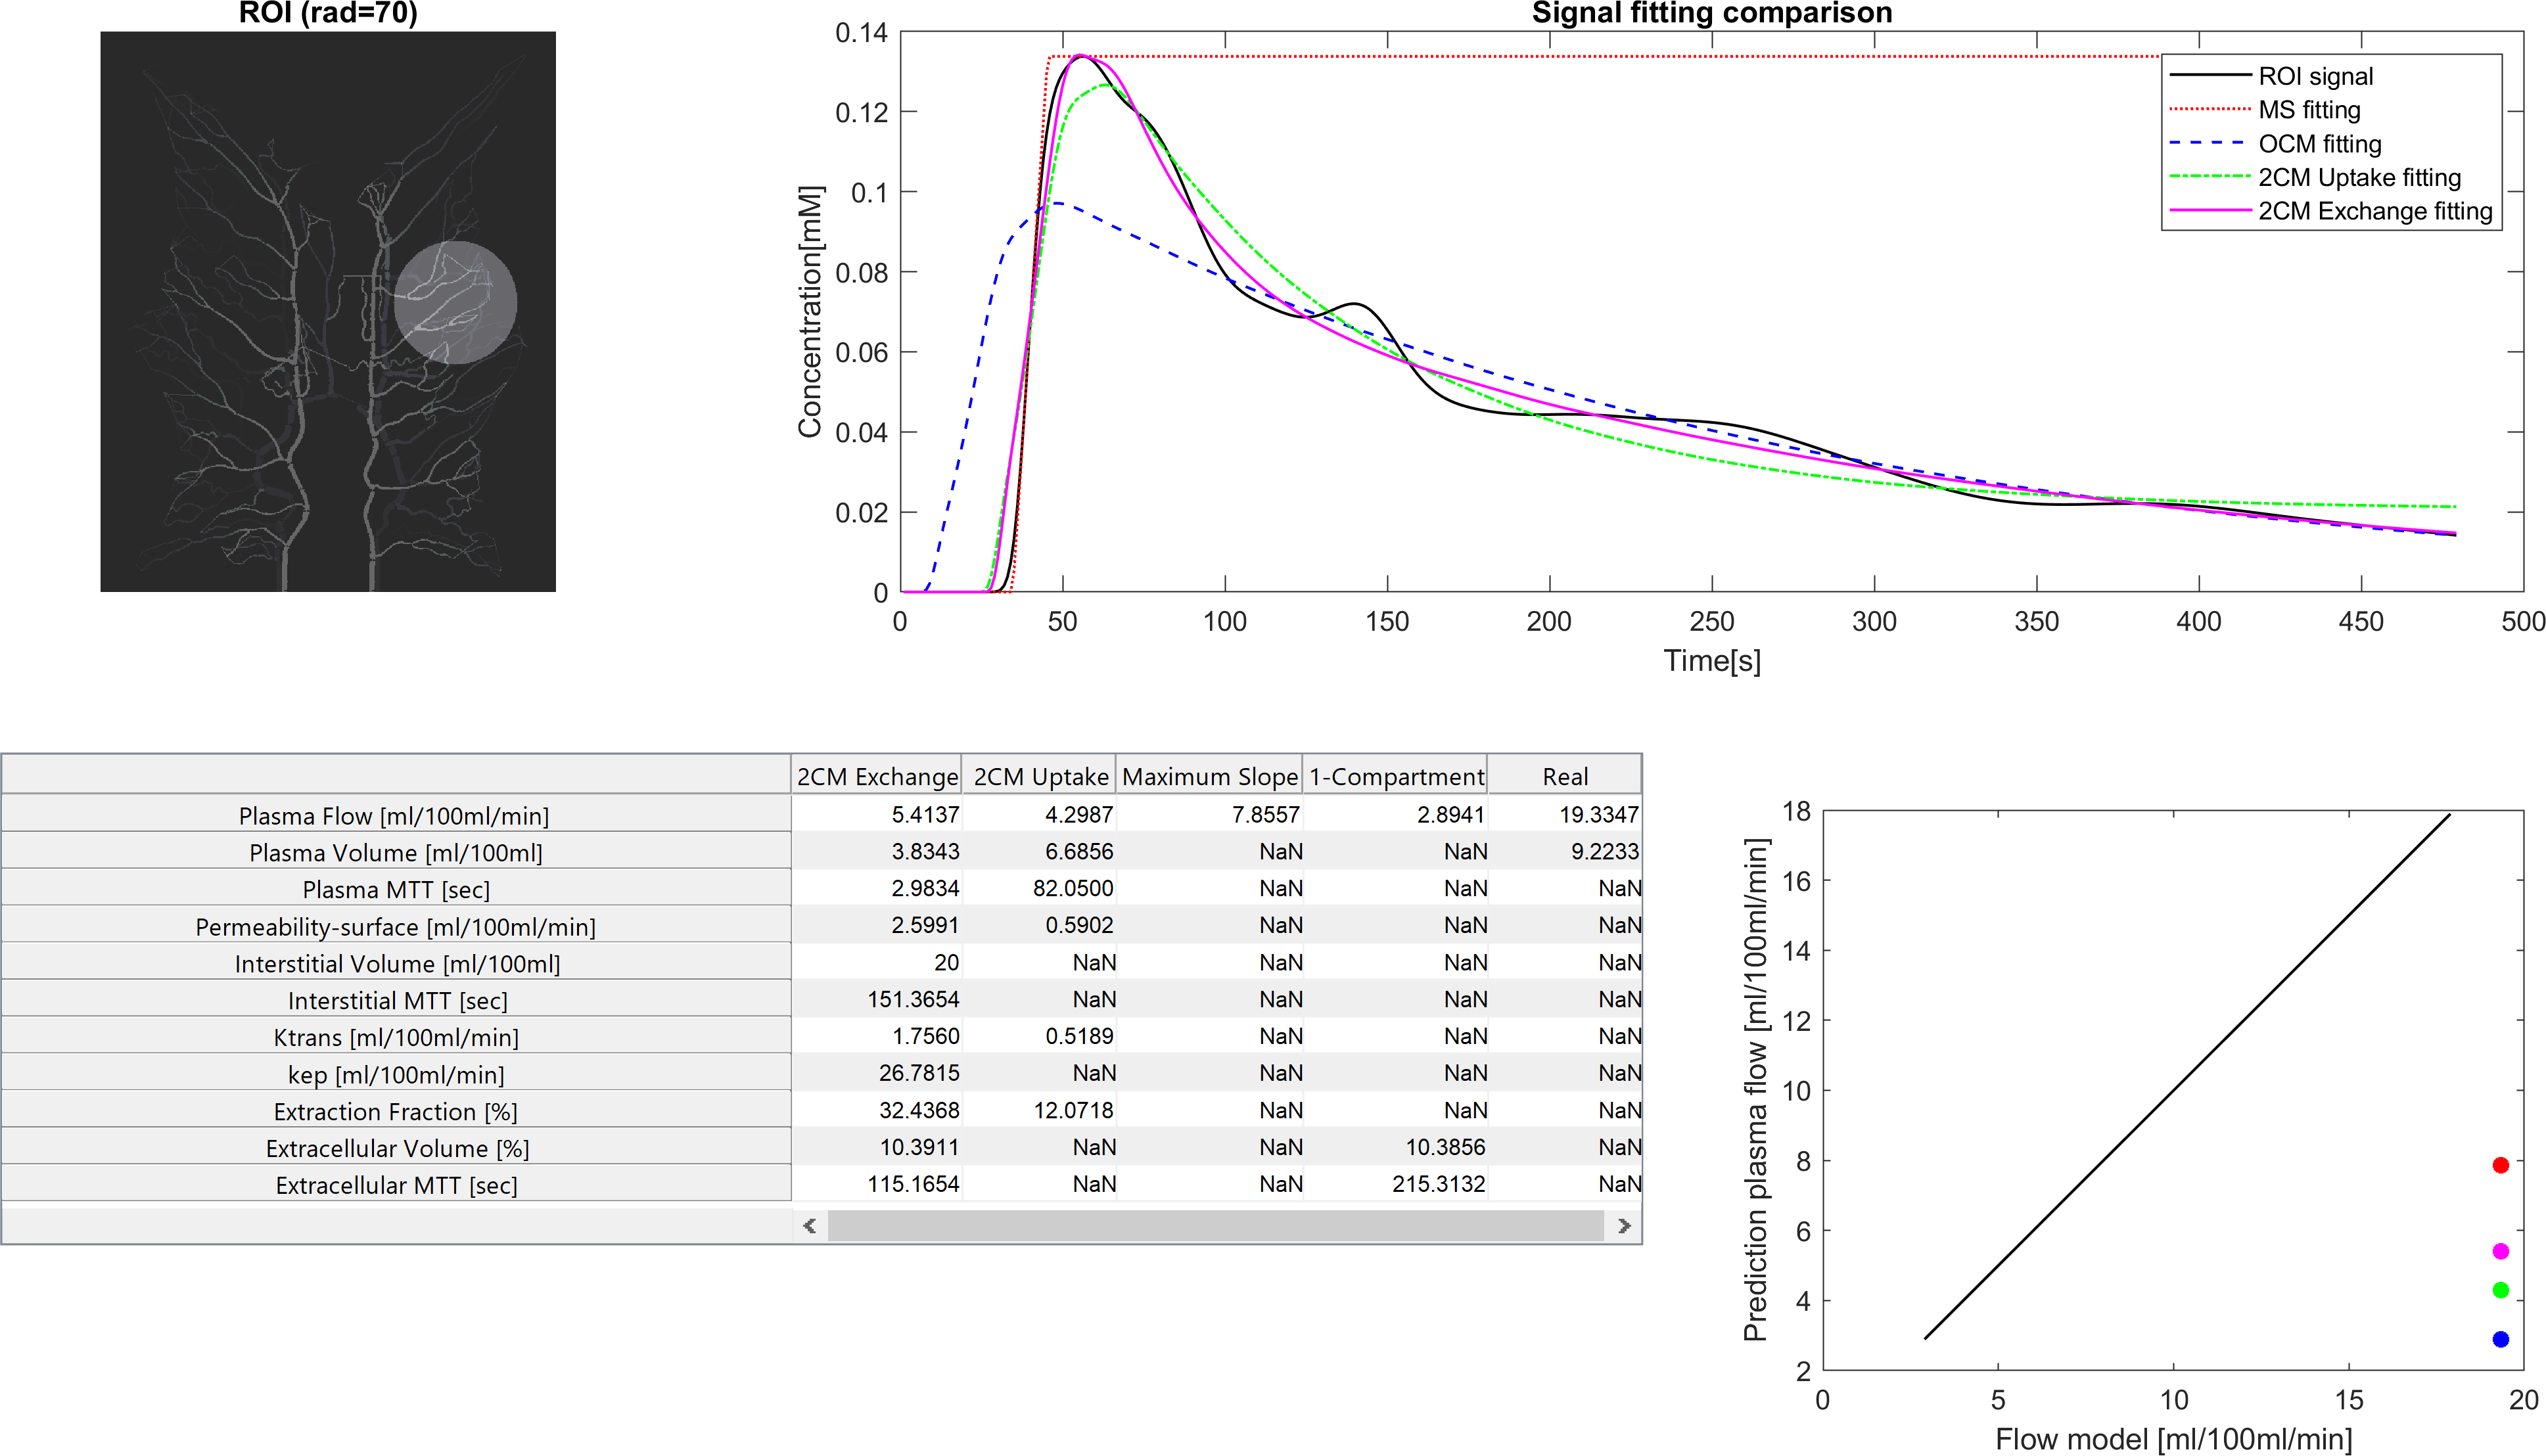 ROI (rad=70)
Signal fitting comparison
0.14
0.12
0.1
0.08
0.06
0.04
0.02
0
Concentration[mM]
ROI signal
MS fitting
OCM fitting
2CM Uptake fitting
2CM Exchange fitting
0 50 100 150 200 250 300 350 400 450 500
Time[s]
2CM Exchange 2CM Uptake Maximum Slope 1-Compartment Real
Plasma Flow [ml/100ml/min] 5.4137 4.2987 7.8557 2.8941 19.3347
Plasma Volume [ml/100ml] 3.8343 6.6856 NaN NaN 9.2233
Plasma MTT [sec] 2.9834 82.0500 NaN NaN NaN
Permeability-surface [ml/100ml/min] 2.5991 0.5902 NaN NaN NaN
Interstitial Volume [ml/100ml] 20 NaN NaN NaN NaN
Interstitial MTT [sec] 151.3654 NaN NaN NaN NaN
Ktrans [ml/100ml/min] 1.7560 0.5189 NaN NaN NaN
kep [ml/100ml/min] 26.7815 NaN NaN NaN NaN
Extraction Fraction [%] 32.4368 12.0718 NaN NaN NaN
Extracellular Volume [%] 10.3911 NaN NaN 10.3856 NaN
Extracellular MTT [sec] 115.1654 NaN NaN 215.3132 NaN
18
16
14
12
10
8
6
4
2
Prediction plasma flow [ml/100ml/min]
0 5 10 15 20
Flow model [ml/100ml/min]